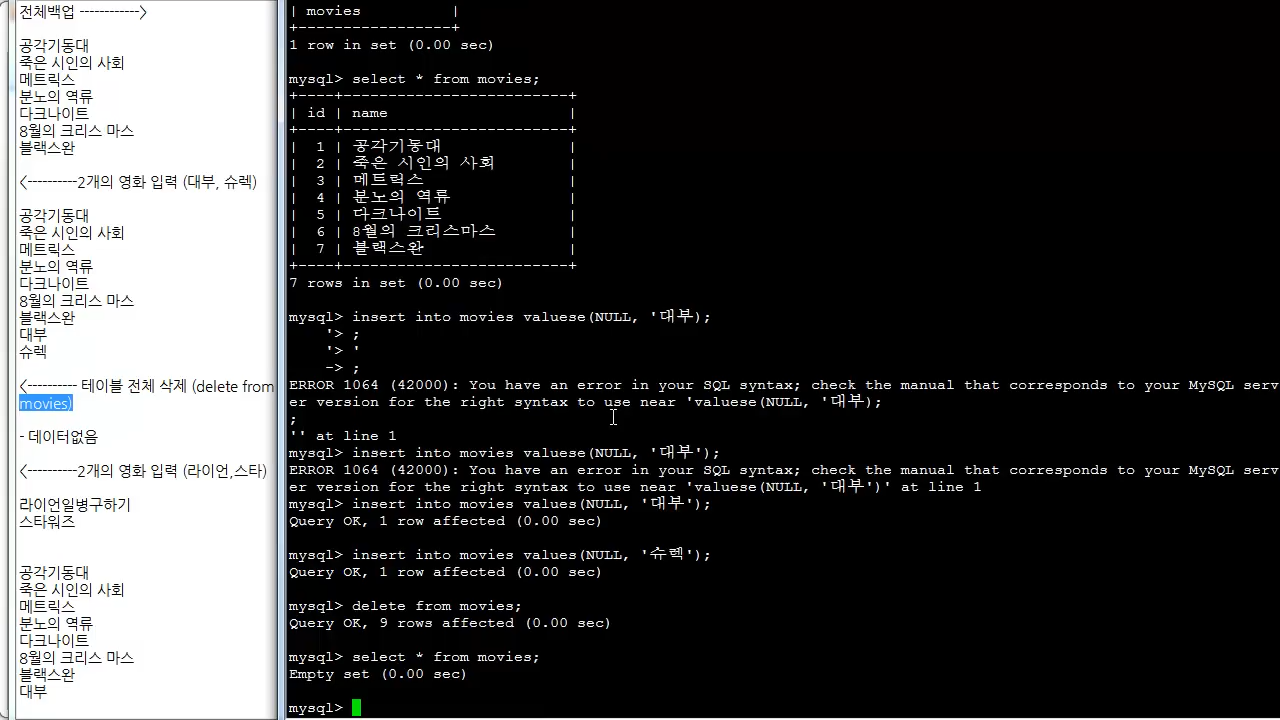 전체백업 ------------>
공각기동대
죽은 시인의 사회
메트릭스
분노의 역류
다크나이트
8월의 크리스 마스
블랙스완
<----------2개의 영화 입력 (대부, 슈렉)
공각기동대
죽은 시인의 사회
메트릭스
분노의 역류
다크나이트
8월의 크리스 마스
블랙스완
대부
슈렉
<---------- 테이블 전체 삭제 (delete from
movies)
- 데이터없음
<----------2개의 영화 입력 (라이언,스타)
라이언일병구하기
스타워즈
공각기동대
죽은 시인의 사회
메트릭스
분노의 역류
다크나이트
8월의 크리스 마스
블랙스완
대부
| movies          |
+-----------------+
1 row in set (0.00 sec)
mysql> select * from movies;
+----+-------------------------+
| id | name                    |
+----+-------------------------+
|  1 | 공각기동대              |
|  2 | 죽은 시인의 사회        |
|  3 | 메트릭스                |
|  4 | 분노의 역류             |
|  5 | 다크나이트              |
|  6 | 8월의 크리스마스        |
|  7 | 블랙스완                |
+----+-------------------------+
7 rows in set (0.00 sec)
mysql> insert into movies valuese(NULL, '대부);
'> ;
'> '
-> ;
ERROR 1064 (42000): You have an error in your SQL syntax; check the manual that corresponds to your MySQL serv
er version for the right syntax to use near 'valuese(NULL, '대부);
;
'' at line 1
mysql> insert into movies valuese(NULL, '대부');
ERROR 1064 (42000): You have an error in your SQL syntax; check the manual that corresponds to your MySQL serv
er version for the right syntax to use near 'valuese(NULL, '대부')' at line 1
mysql> insert into movies values(NULL, '대부');
Query OK, 1 row affected (0.00 sec)
mysql> insert into movies values(NULL, '슈렉');
Query OK, 1 row affected (0.00 sec)
mysql> delete from movies;
Query OK, 9 rows affected (0.00 sec)
mysql> select * from movies;
Empty set (0.00 sec)
mysql>